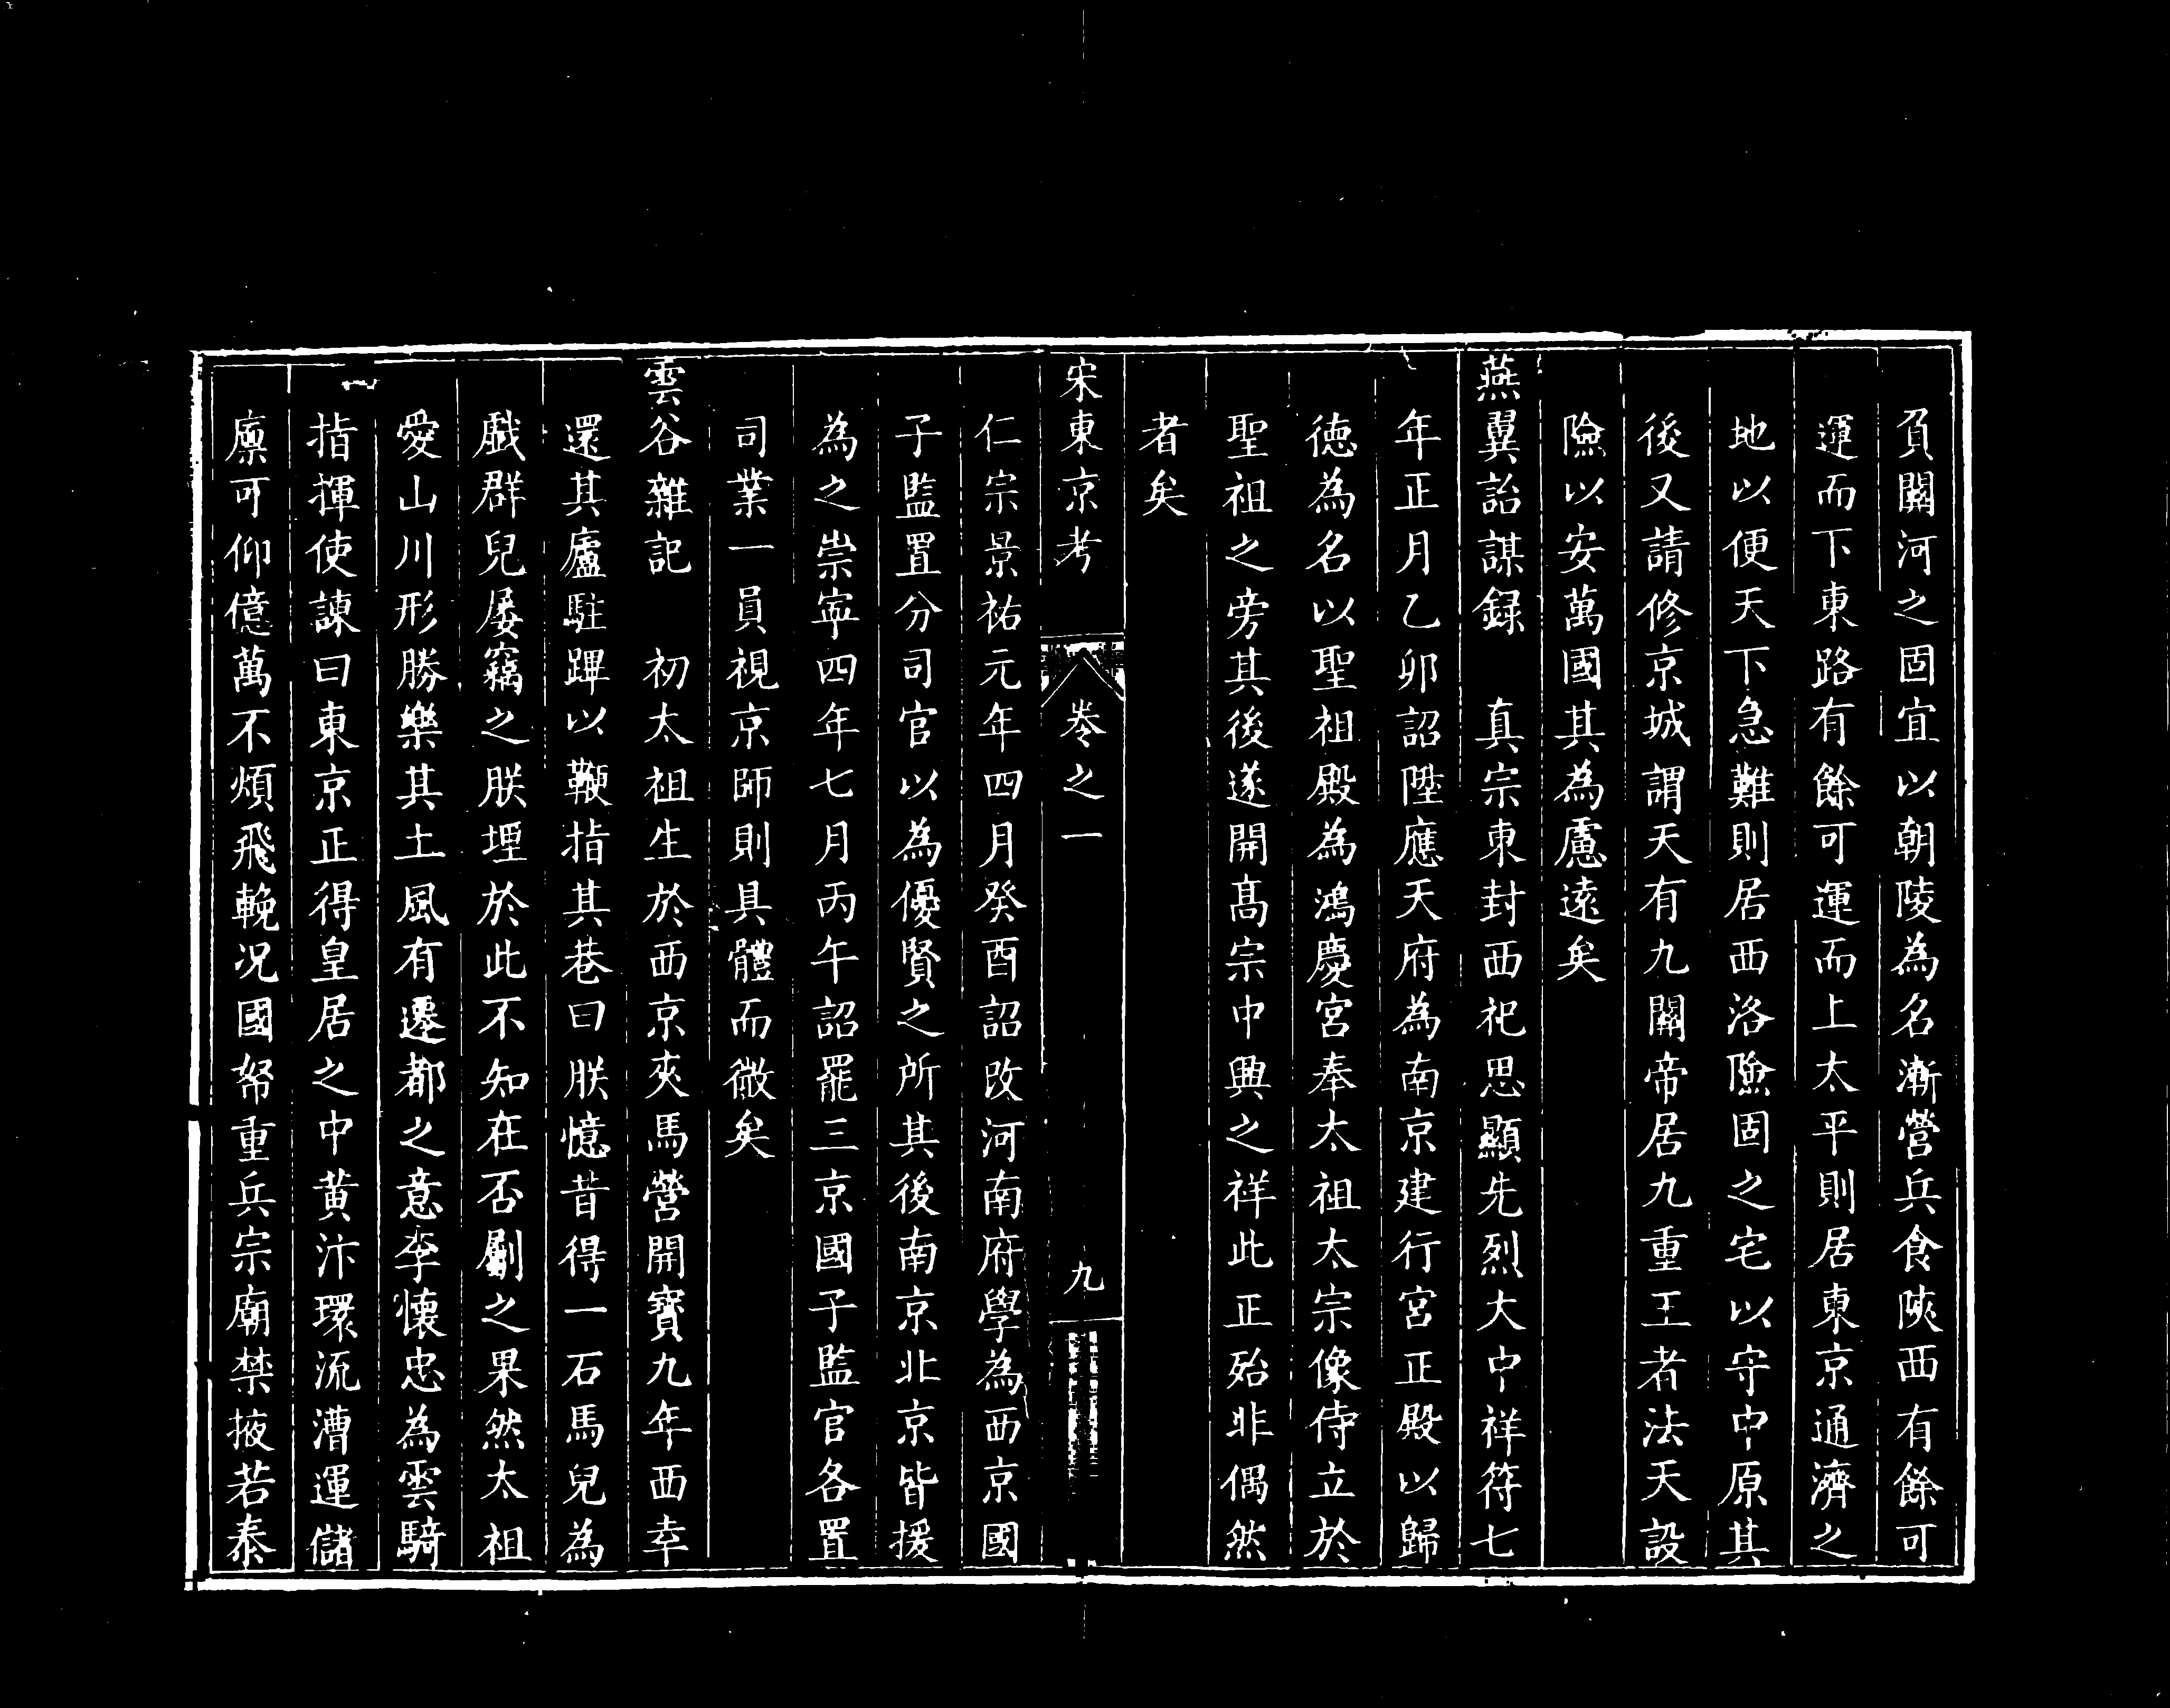 負關河之固宜以朝陵為名漸營兵食陝西有餘可
運而下東路有餘可運而上太平則居東京通濟之
地以便天下急難則居西洛險固之宅以守中原其
後又請修京城謂天有九關帝居九重王者法天設
險以安萬國其為慮遠矣
燕翼詒謀録　真宗東封西祀思顯先烈大中祥符七
年正月乙卯詔陞應天府為南京建行宮正殿以歸
德為名以聖祖殿為鴻慶宮奉太祖太宗像侍立於
聖祖之旁其後遂開高宗中興之祥此正殆非偶然
者矣
宋東京考　卷之一　九
仁宗景祐元年四月癸酉詔改河南府學為西京國
子監置分司官以為優賢之所其後南京北京皆援
為之崇寧四年七月丙午詔罷三京國子監官各置
司業一員視京師則具體而微矣
雲谷雜記　初太祖生於西京夾馬營開寶九年西幸
還其廬駐蹕以鞭指其巷曰朕憶昔得一石馬兒為
戲群兒屡竊之朕埋於此不知在否劚之果然太祖
愛山川形勝樂其土風有遷都之意李懷忠為雲騎
指揮使諫曰東京正得皇居之中黄汴環流漕運儲
廪可仰億萬不煩飛輓况國帑重兵宗廟禁掖若泰